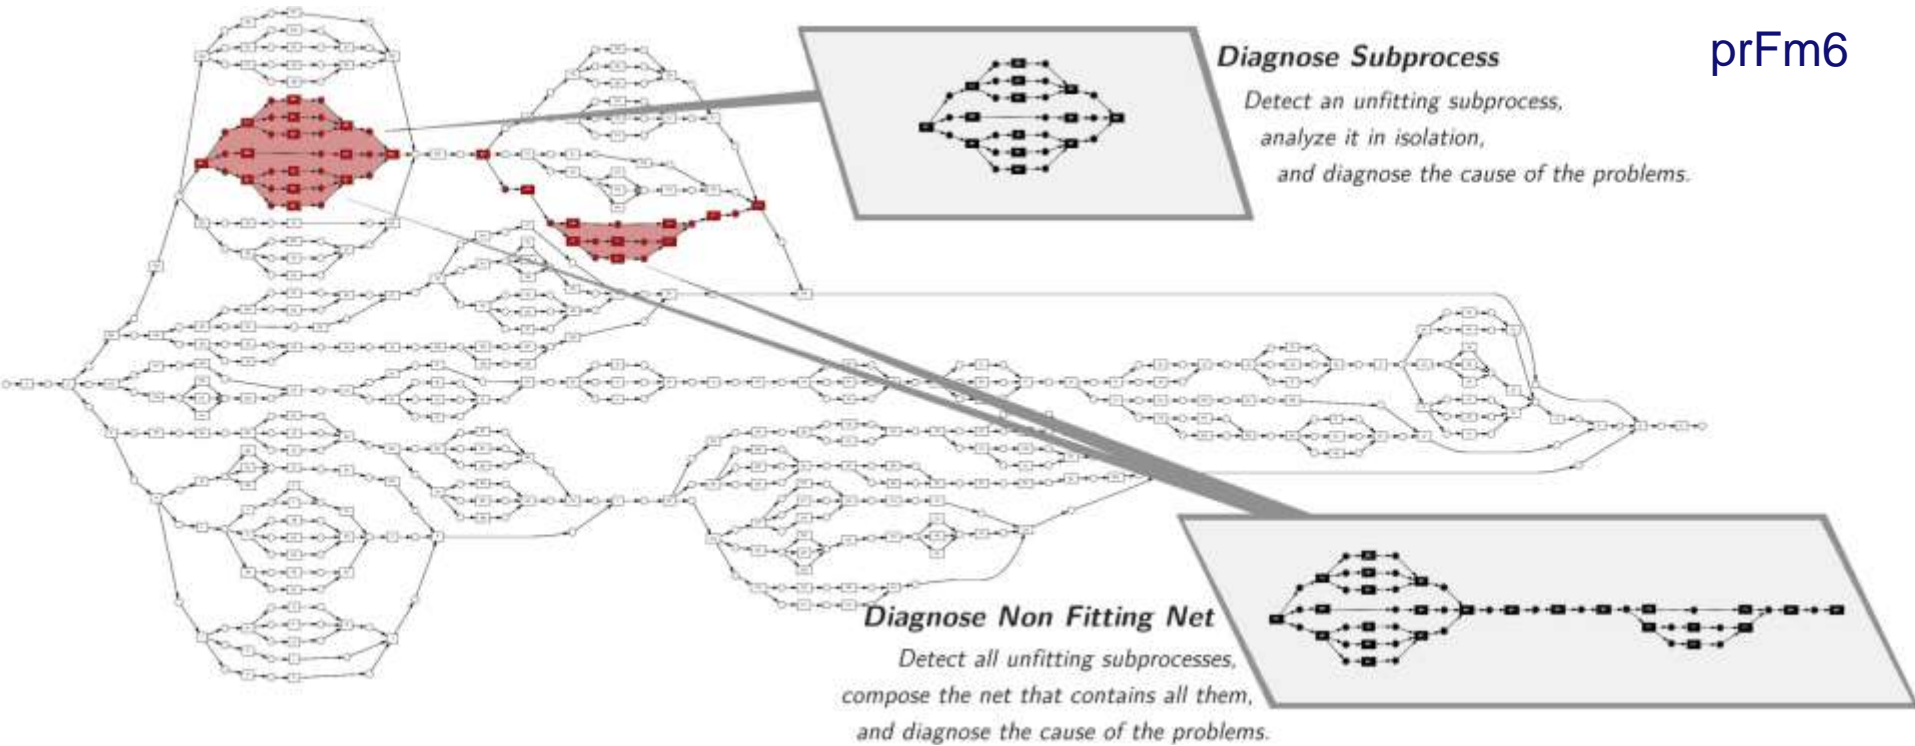 prFm6
Diagnose Subprocess
Detect an unfitting subprocess,
analyze it in isolation,
and diagnose the cause of the problems.
Diagnose Non Fitting Net
Detect all unfitting subprocesses,
compose the net that contains all them,
and diagnose the cause of the problems.